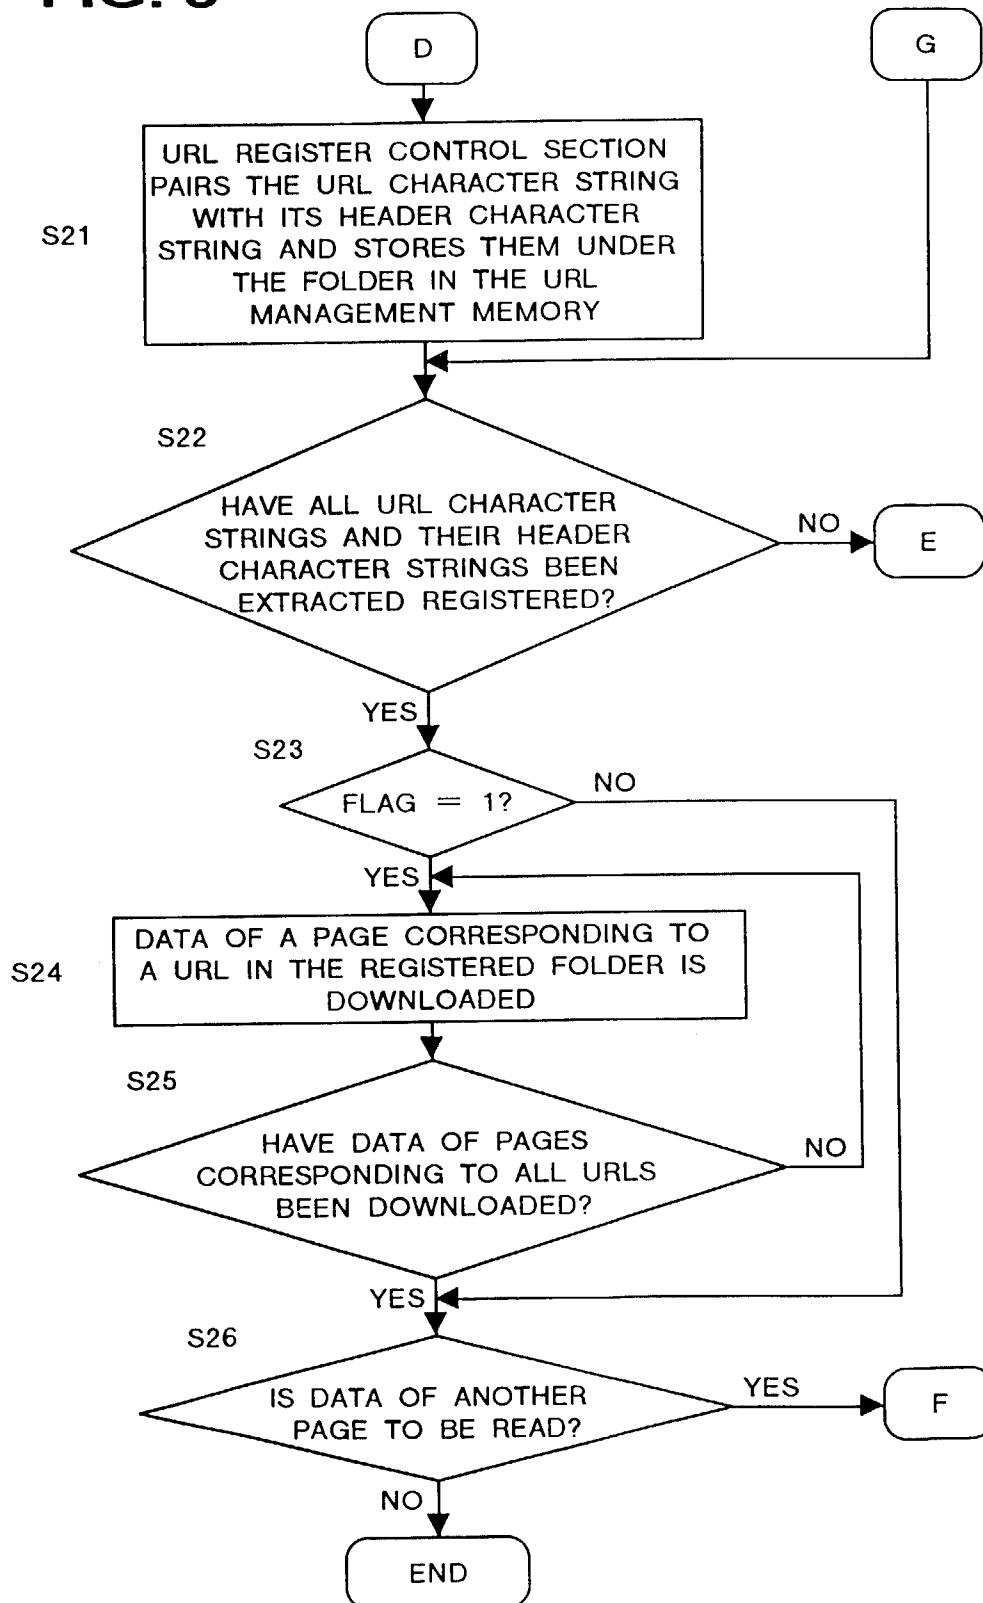 D
G
URL REGISTER CONTROL SECTION
PAIRS THE URL CHARACTER STRING
WITH ITS HEADER CHARACTER
S21
STRING AND STORES THEM UNDER
THE FOLDER IN THE URL
MANAGEMENT MEMORY
S22
HAVE ALL URL CHARACTER
STRINGS AND THEIR HEADER
CHARACTER STRINGS BEEN
EXTRACTED REGISTERED?
NO
E
YES
S23
FLAG = 1?
NO
YES
S24
DATA OF A PAGE CORRESPONDING TO
A URL IN THE REGISTERED FOLDER IS
DOWNLOADED
S25
HAVE DATA OF PAGES
CORRESPONDING TO ALL URLS
BEEN DOWNLOADED?
NO
YES
S26
IS DATA OF ANOTHER
PAGE TO BE READ?
YES
F
NO
END